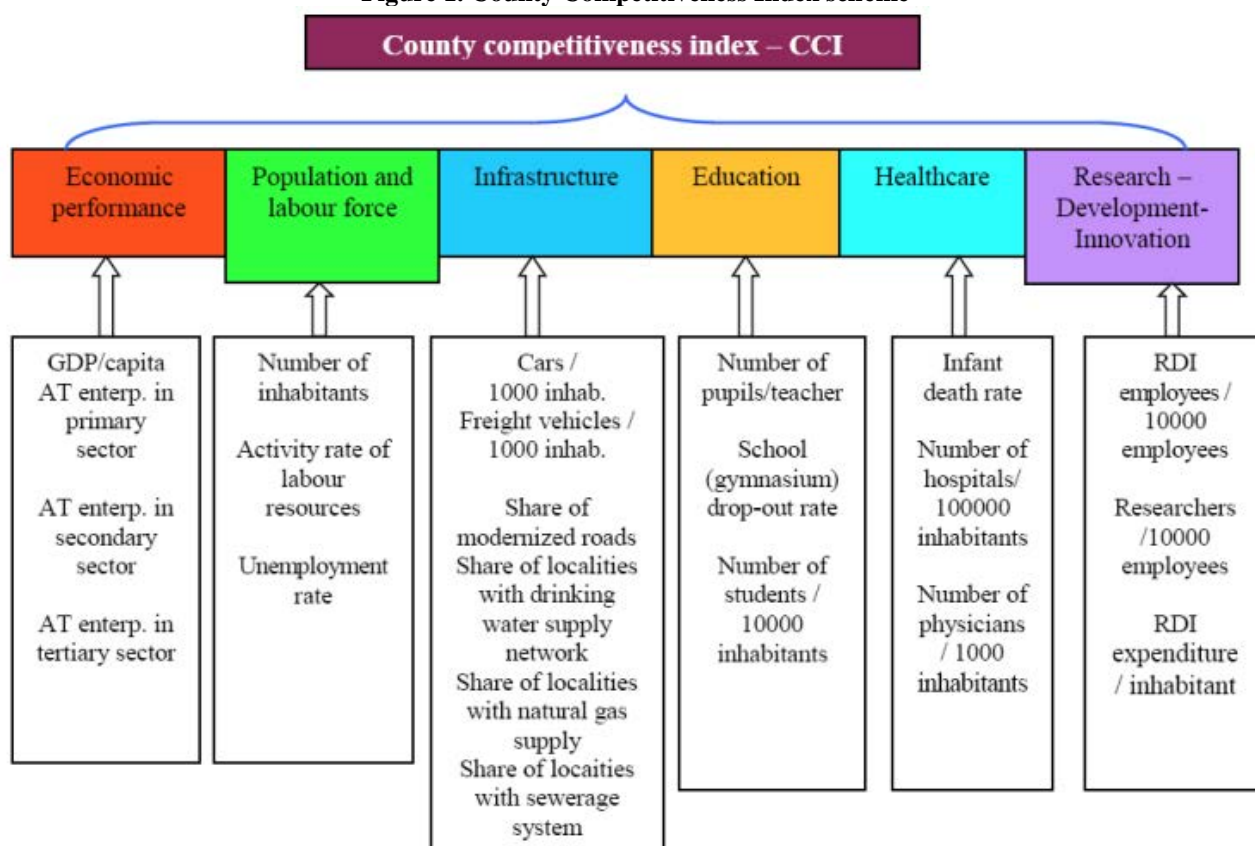 County competitiveness index – CCI
Economic
performance
Population and
labour force
Infrastructure
Education
Healthcare
Research –
Development-
Innovation
GDP/capita
AT enterp. in
primary
sector
AT enterp. in
secondary
sector
AT enterp. in
tertiary sector
Number of
inhabitants
Activity rate of
labour
resources
Unemployment
rate
Cars /
1000 inhab.
Freight vehicles /
1000 inhab.
Share of
modernized roads
Share of localities
with drinking
water supply
network
Share of localities
with natural gas
supply
Share of locaities
with sewerage
system
Number of
pupils/teacher
School
(gymnasium)
drop-out rate
Number of
students /
10000
inhabitants
Infant
death rate
Number of
hospitals/
100000
inhabitants
Number of
physicians
/ 1000
inhabitants
RDI
employees /
10000
employees
Researchers
/10000
employees
RDI
expenditure
/ inhabitant